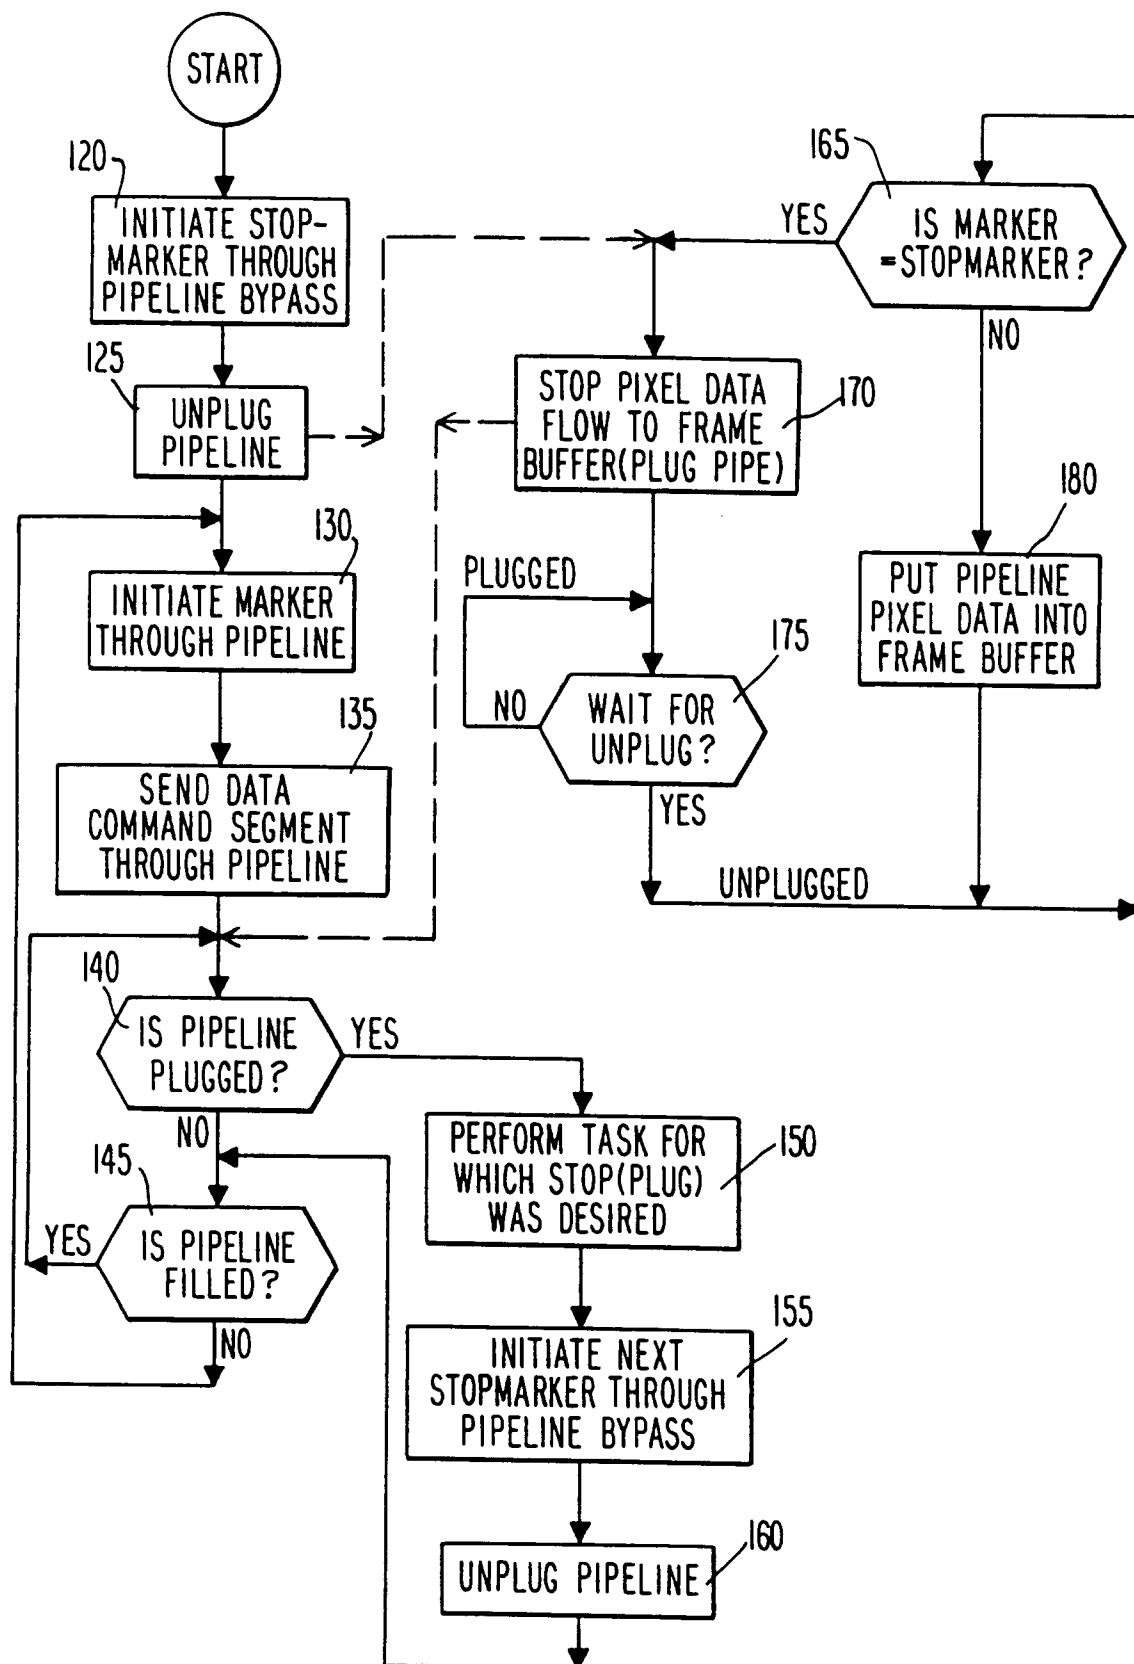 START
120
INITIATE STOP-
MARKER THROUGH
PIPELINE BYPASS
125
UNPLUG
PIPELINE
130
INITIATE MARKER
THROUGH PIPELINE
135
SEND DATA
COMMAND SEGMENT
THROUGH PIPELINE
140
IS PIPELINE
PLUGGED?
YES
NO
145
IS PIPELINE
FILLED?
YES
NO
150
PERFORM TASK FOR
WHICH STOP(PLUG)
WAS DESIRED
155
INITIATE NEXT
STOPMARKER THROUGH
PIPELINE BYPASS
160
UNPLUG PIPELINE
165
IS MARKER
=STOPMARKER?
YES
NO
170
STOP PIXEL DATA
FLOW TO FRAME
BUFFER(PLUG PIPE)
PLUGGED
175
WAIT FOR
UNPLUG?
NO
YES
UNPLUGGED
180
PUT PIPELINE
PIXEL DATA INTO
FRAME BUFFER